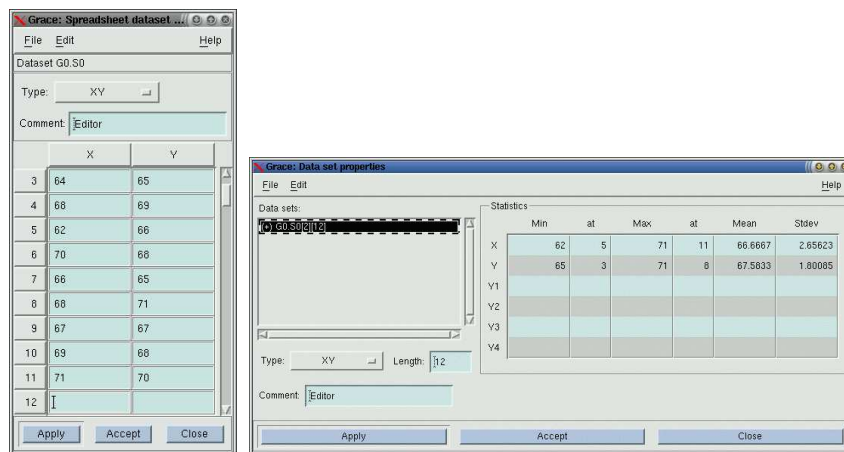 Grace: Spreadsheet dataset ...
File Edit Help
Dataset G0.S0
Type: XY
Comment: Editor
X Y
3 64 65
4 68 69
5 62 66
6 70 68
7 66 65
8 68 71
9 67 67
10 69 68
11 71 70
12
Apply Accept Close
Grace: Data set properties
File Edit Help
Data sets:
(+) G0.S0[2][12]
Type: XY Length: 12
Comment: Editor
Statistics
Min at Max at Mean Stdev
X 62 5 71 11 66.6667 2.65623
Y 65 3 71 8 67.5833 1.80085
Y1
Y2
Y3
Y4
Apply Accept Close